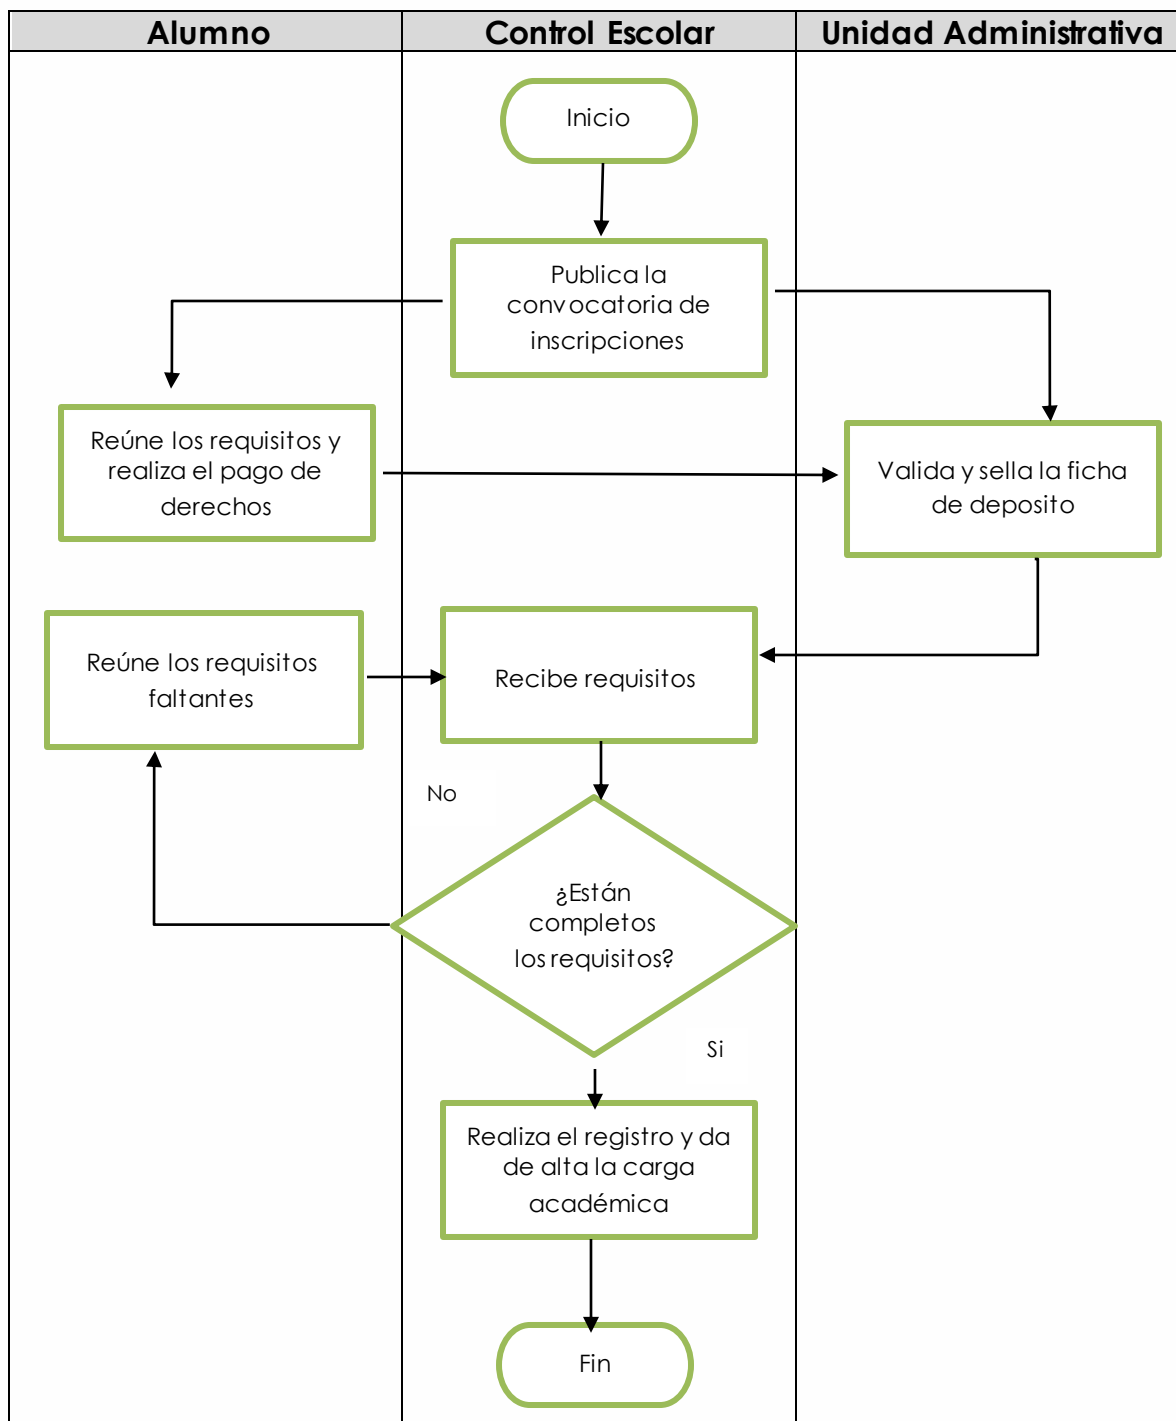 Alumno
Control Escolar
Unidad Administrativa
Inicio
Publica la
convocatoria de
inscripciones
Reúne los requisitos y
realiza el pago de
derechos
Valida y sella la ficha
de deposito
Reúne los requisitos
faltantes
Recibe requisitos
No
¿Están
completos
los requisitos?
Si
Realiza el registro y da
de alta la carga
académica
Fin